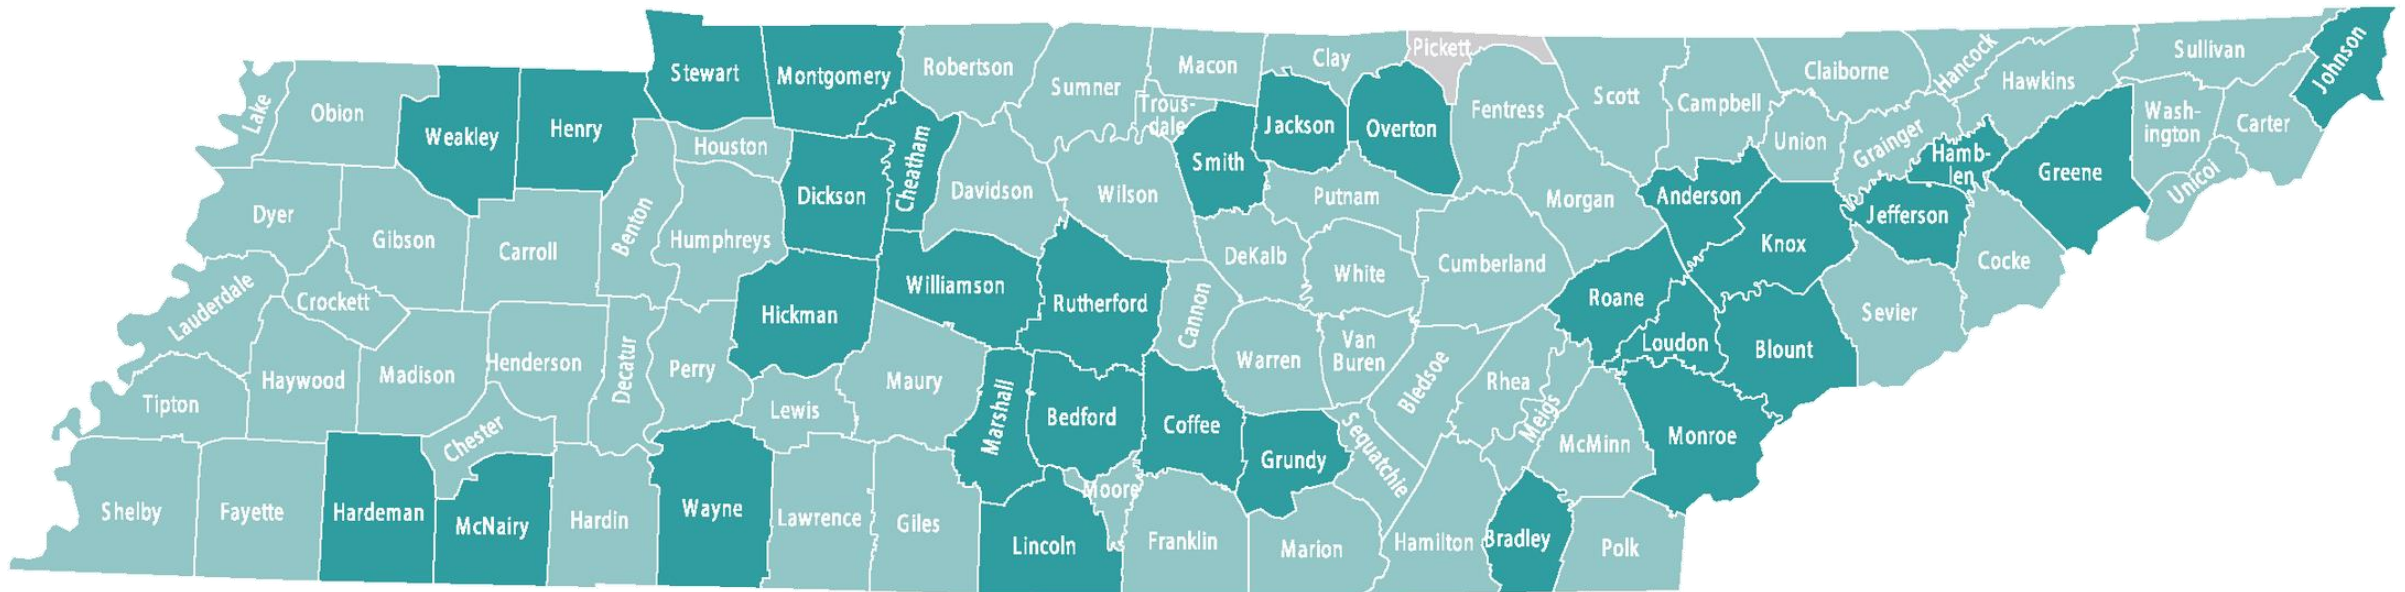 Lake
Obion
Weakley
Henry
Stewart
Montgomery
Robertson
Sumner
Macon
Trous-
dale
Clay
Pickett
Fentress
Scott
Campbell
Claiborne
Hancock
Hawkins
Sullivan
Johnson
Houston
Dickson
Cheatham
Davidson
Wilson
Smith
Jackson
Overton
Putnam
Morgan
Anderson
Union
Grainger
Hamb-
len
Jefferson
Greene
Wash-
ington
Unicoi
Carter
Dyer
Gibson
Carroll
Benton
Humphreys
Hickman
Williamson
Rutherford
Cannon
DeKalb
White
Cumberland
Roane
Knox
Loudon
Blount
Sevier
Cocke
Lauderdale
Crockett
Tipton
Haywood
Madison
Henderson
Decatur
Perry
Lewis
Maury
Marshall
Bedford
Coffee
Warren
Van
Buren
Bledsoe
Rhea
Meigs
McMinn
Monroe
Shelby
Fayette
Hardeman
Chester
McNairy
Hardin
Wayne
Lawrence
Giles
Lincoln
Moore
Franklin
Grundy
Sequatchie
Marion
Hamilton
Bradley
Polk